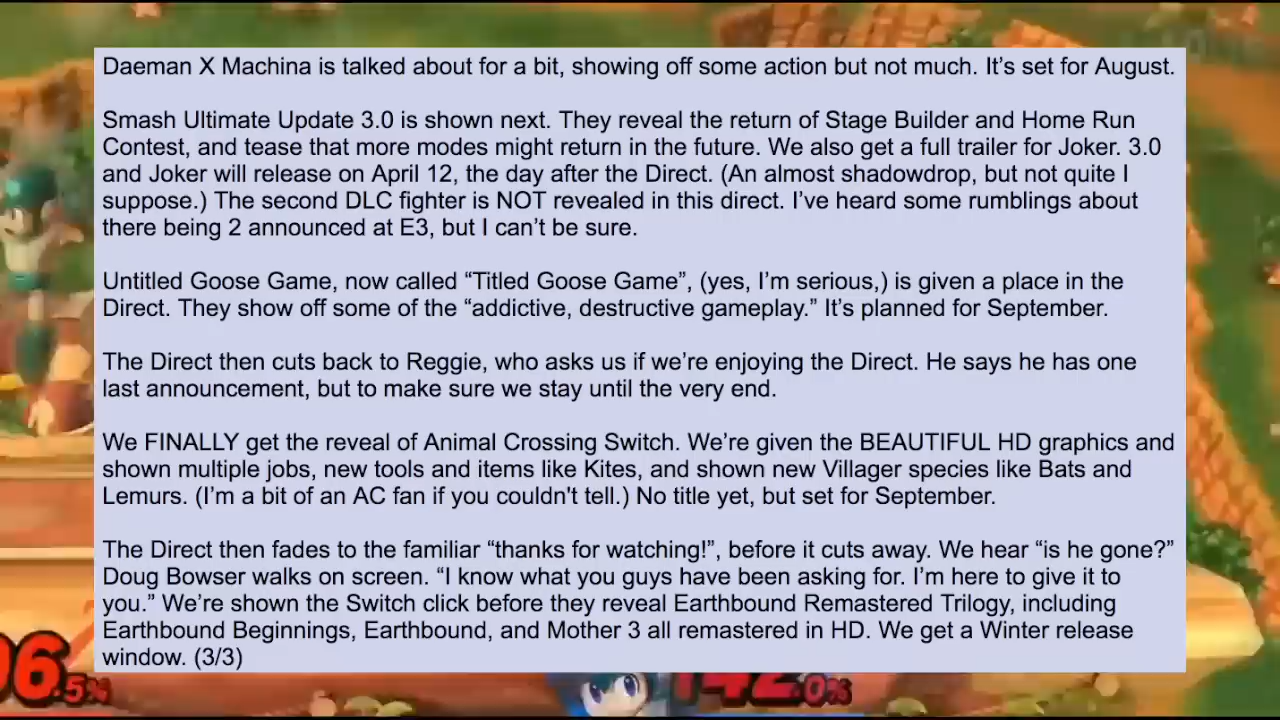 Daeman X Machina is talked about for a bit, showing off some action but not much. It’s set for August.
Smash Ultimate Update 3.0 is shown next. They reveal the return of Stage Builder and Home Run
Contest, and tease that more modes might return in the future. We also get a full trailer for Joker. 3.0
and Joker will release on April 12, the day after the Direct. (An almost shadowdrop, but not quite I
suppose.) The second DLC fighter is NOT revealed in this direct. I’ve heard some rumblings about
there being 2 announced at E3, but I can’t be sure.
Untitled Goose Game, now called “Titled Goose Game”, (yes, I’m serious,) is given a place in the
Direct. They show off some of the “addictive, destructive gameplay.” It’s planned for September.
The Direct then cuts back to Reggie, who asks us if we’re enjoying the Direct. He says he has one
last announcement, but to make sure we stay until the very end.
We FINALLY get the reveal of Animal Crossing Switch. We’re given the BEAUTIFUL HD graphics and
shown multiple jobs, new tools and items like Kites, and shown new Villager species like Bats and
Lemurs. (I’m a bit of an AC fan if you couldn't tell.) No title yet, but set for September.
The Direct then fades to the familiar “thanks for watching!”, before it cuts away. We hear “is he gone?”
Doug Bowser walks on screen. “I know what you guys have been asking for. I’m here to give it to
you.” We’re shown the Switch click before they reveal Earthbound Remastered Trilogy, including
Earthbound Beginnings, Earthbound, and Mother 3 all remastered in HD. We get a Winter release
window. (3/3)